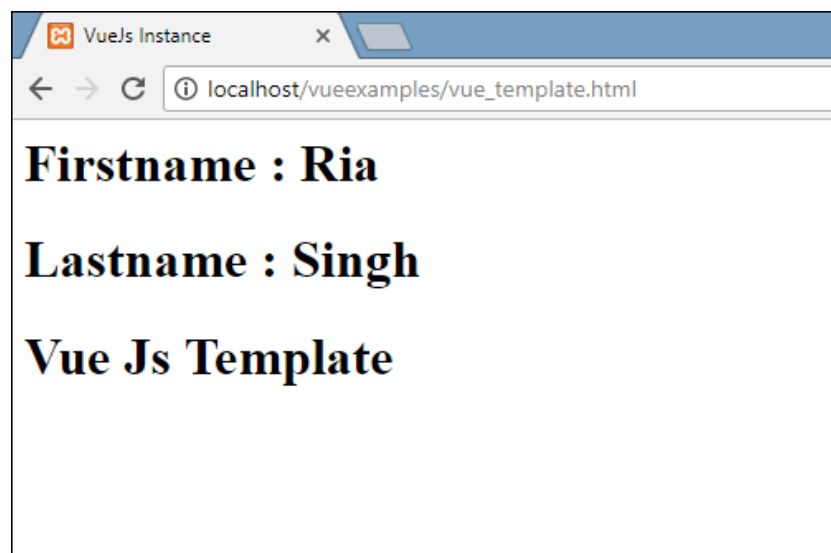 VueJs Instance
localhost/vueexamples/vue_template.html
Firstname : Ria
Lastname : Singh
Vue Js Template